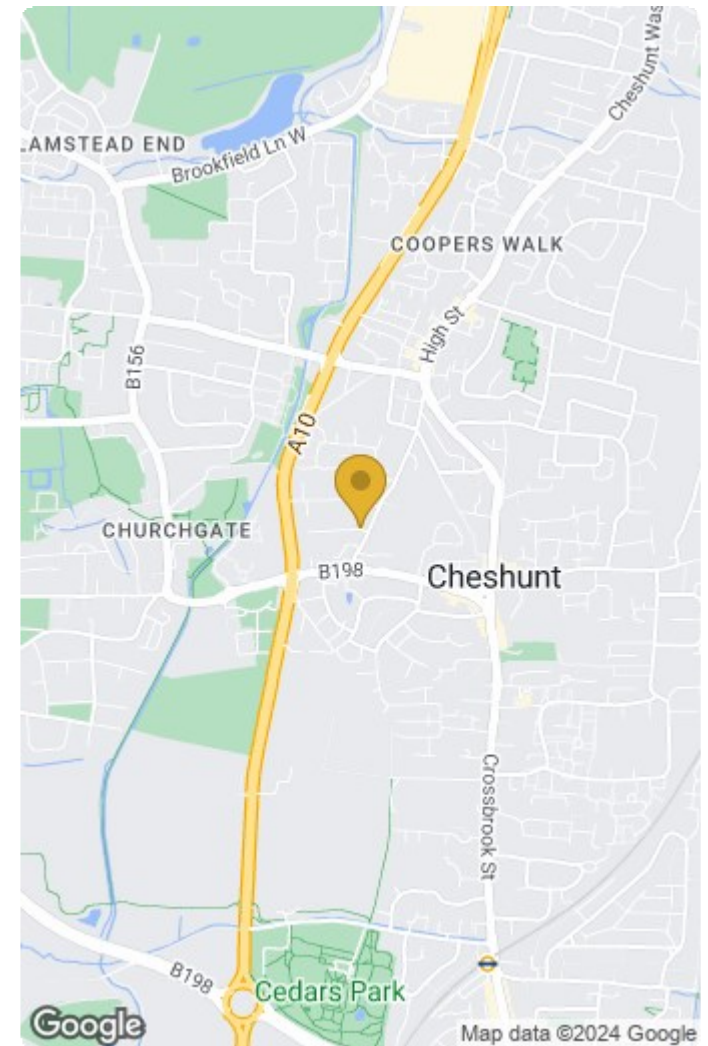 Cheshunt Was
LAMSTEAD END
Brookfield Ln W
COOPERS WALK
High St
B156
A10
CHURCHGATE
B198
Cheshunt
Crossbrook St
B198
Cedars Park
Google
Map data ©2024 Google